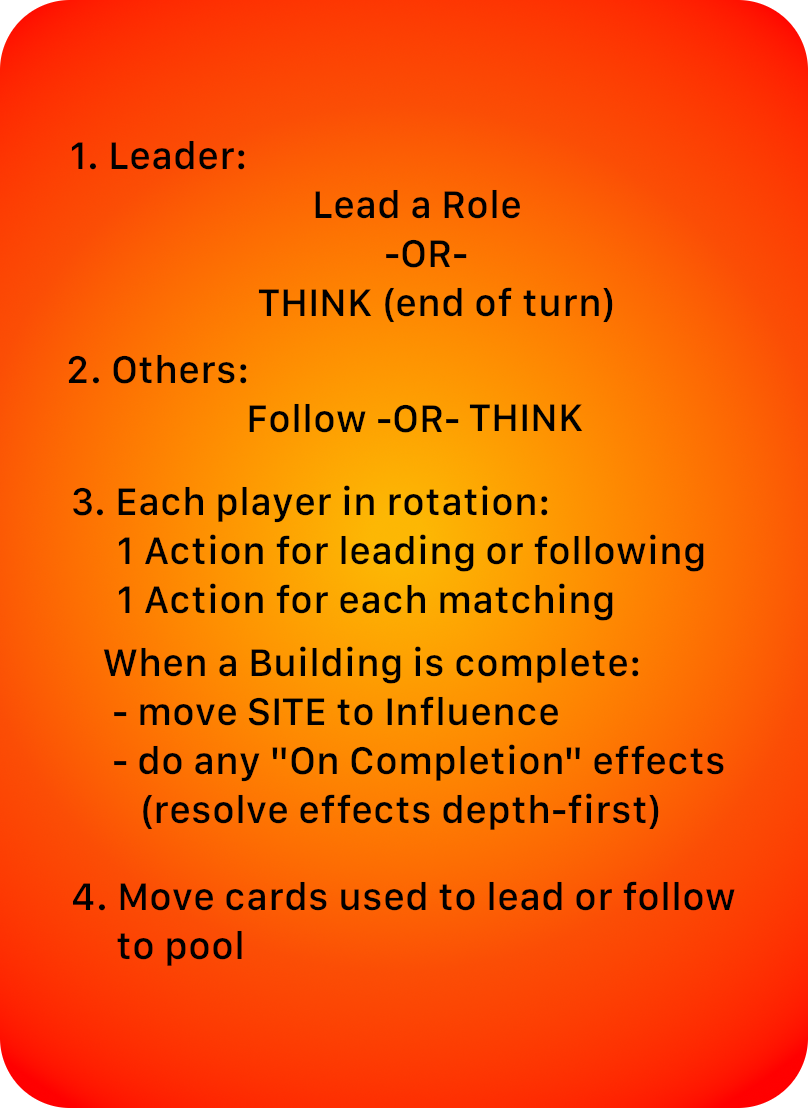 1. Leader:
Lead a Role
-OR-
THINK (end of turn)
2. Others:
Follow -OR- THINK
3. Each player in rotation:
1 Action for leading or following
1 Action for each matching
When a Building is complete:
- move SITE to Influence
- do any "On Completion" effects
(resolve effects depth-first)
4. Move cards used to lead or follow
to pool